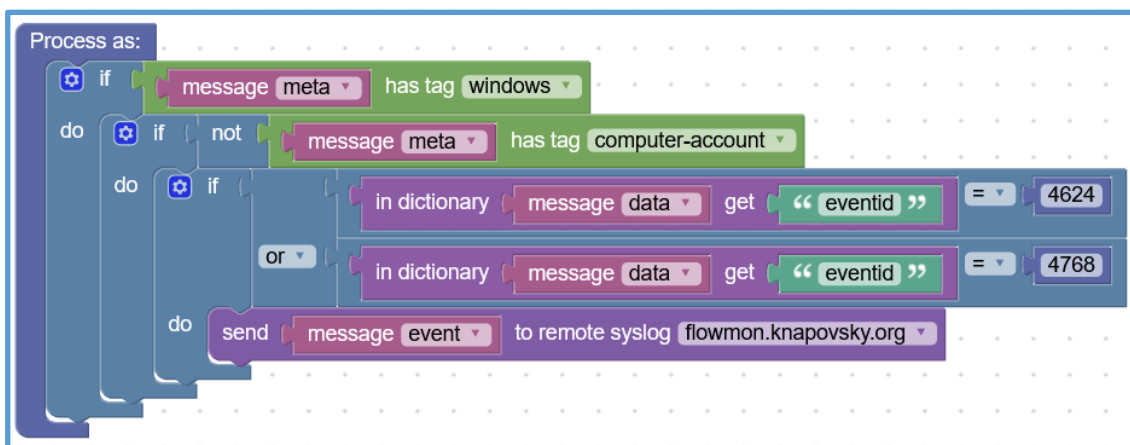 Process as:
if message meta has tag windows
do if not message meta has tag computer-account
do if in dictionary message data get “ eventid ” = 4624
or in dictionary message data get “ eventid ” = 4768
do send message event to remote syslog flowmon.knapovsky.org